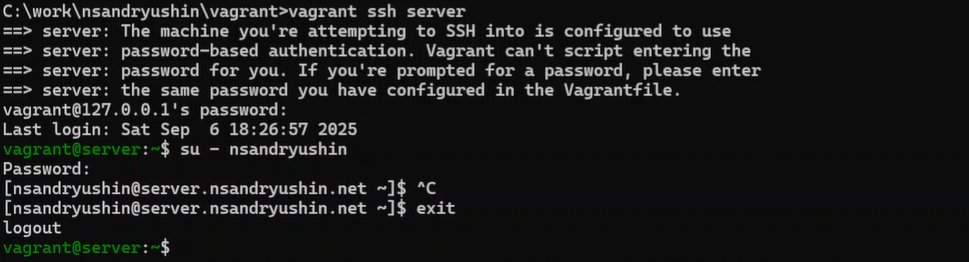 C:\work\nsandryushin\vagrant>vagrant ssh server
==> server: The machine you're attempting to SSH into is configured to use
==> server: password-based authentication. Vagrant can't script entering the
==> server: password for you. If you're prompted for a password, please enter
==> server: the same password you have configured in the Vagrantfile.
vagrant@127.0.0.1's password:
Last login: Sat Sep  6 18:26:57 2025
vagrant@server:~$ su - nsandryushin
Password:
[nsandryushin@server.nsandryushin.net ~]$ ^C
[nsandryushin@server.nsandryushin.net ~]$ exit
logout
vagrant@server:~$